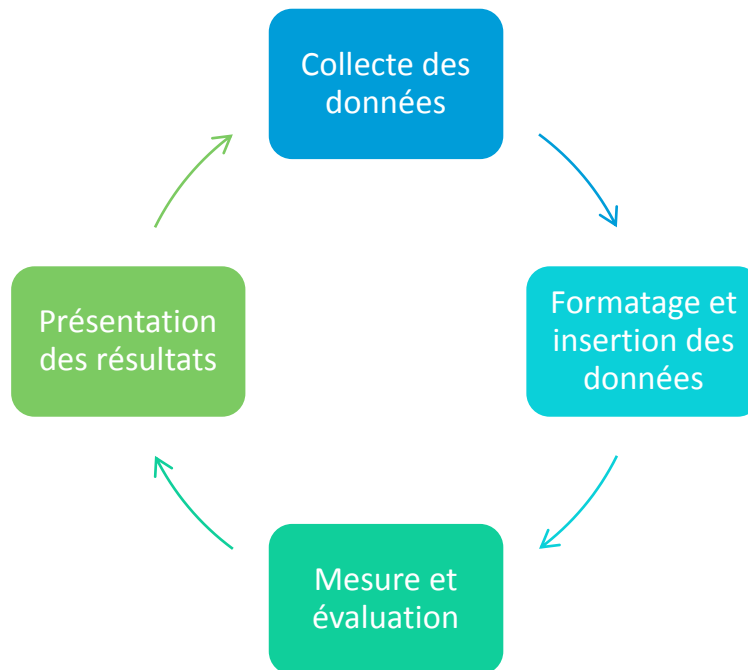 Collecte des
données
Formatage et
insertion des
données
Mesure et
évaluation
Présentation
des résultats